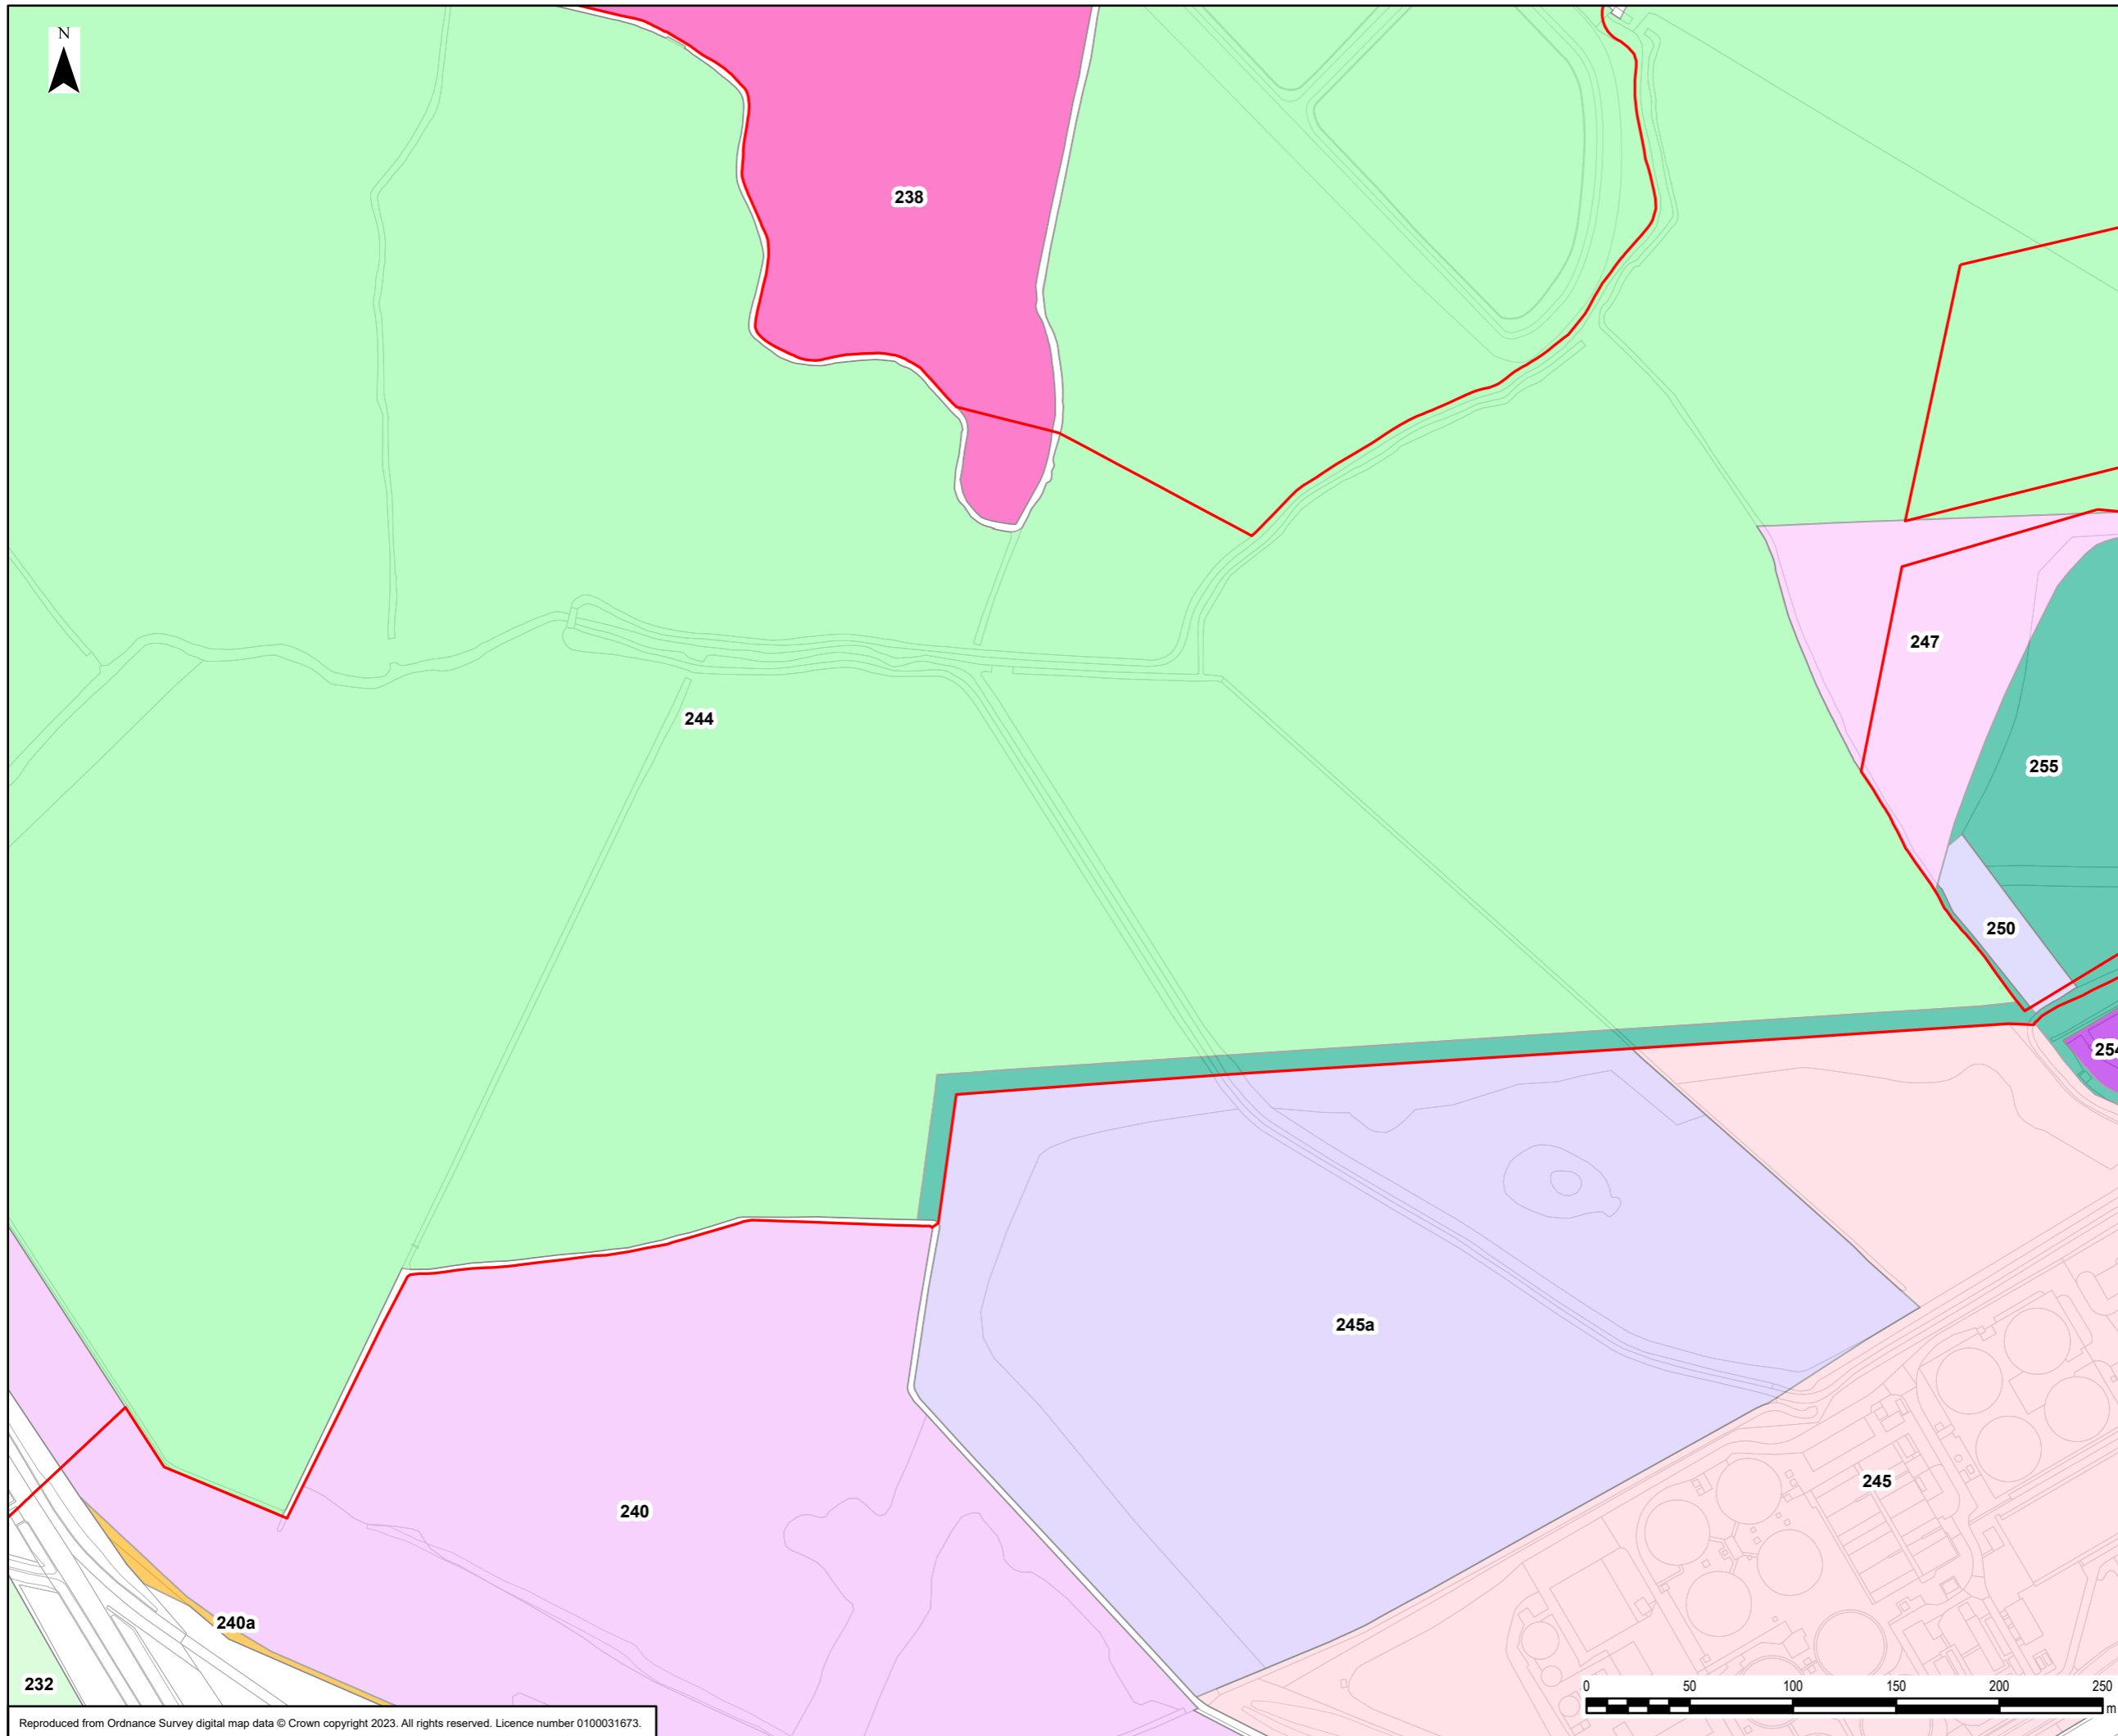 N
238
247
244
255
250
254
245a
245
240
240a
232
0 50 100 150 200 250
m
Reproduced from Ordnance Survey digital map data © Crown copyright 2023. All rights reserved. Licence number 0100031673.